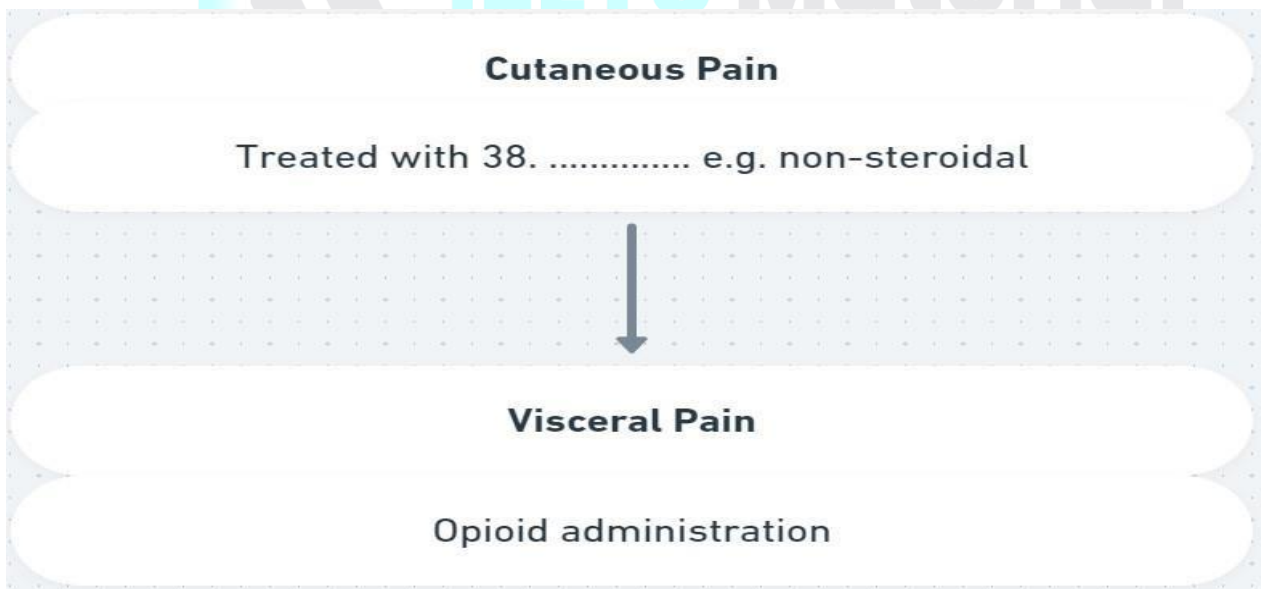 Cutaneous Pain
Treated with 38. .............. e.g. non-steroidal
Visceral Pain
Opioid administration